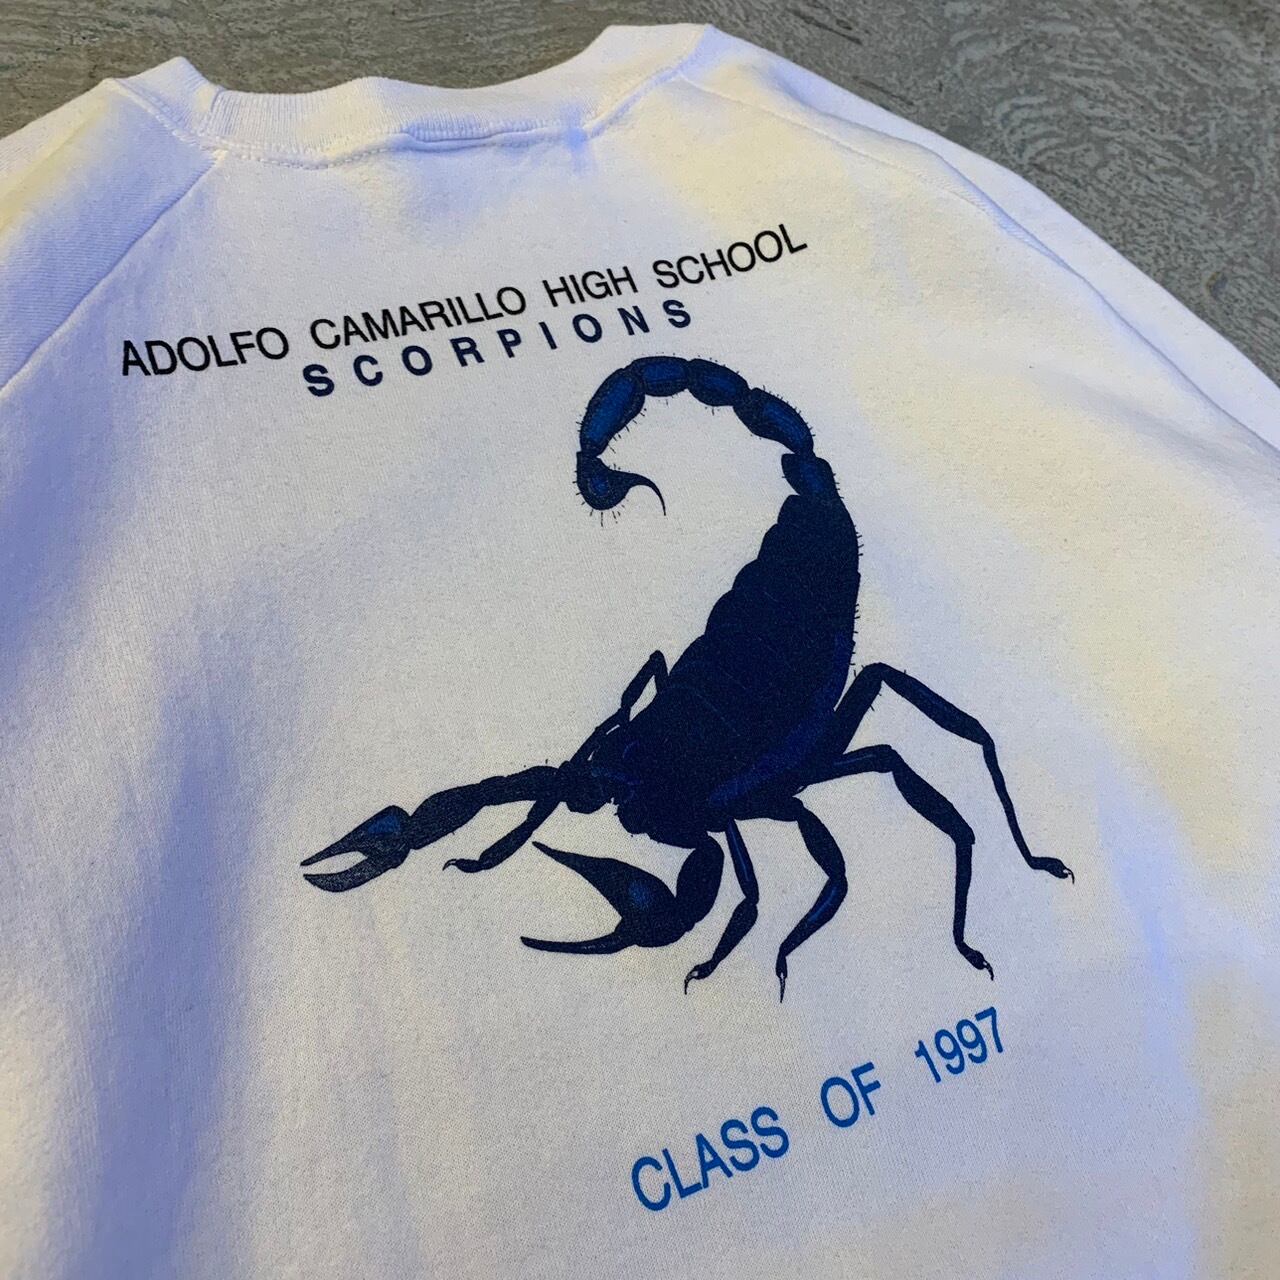 ADOLFO CAMARILLO HIGH SCHOOL
SCORPIONS
CLASS OF 1997